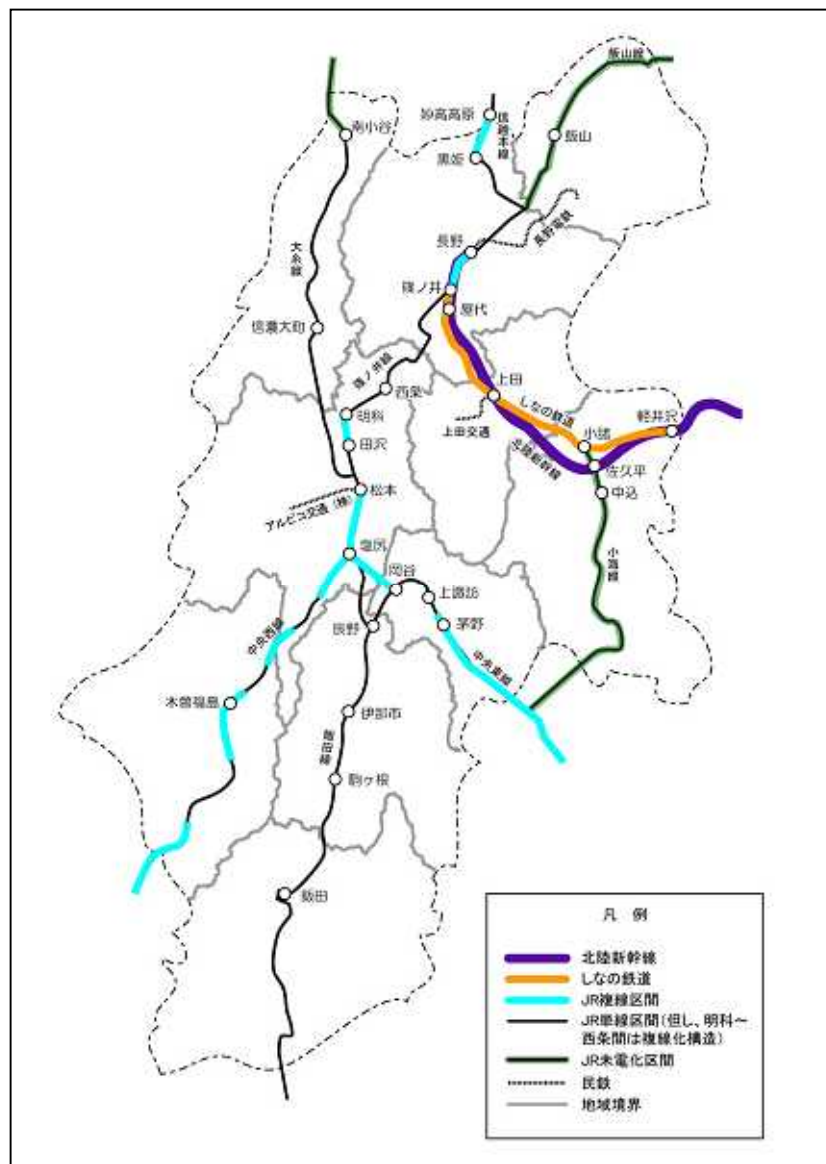 飯山線
妙高高原
信越本線
南小谷
飯山
黒姫
長野電鉄
長野
大糸線
篠ノ井
屋代
信濃大町
篠ノ井線
西条
上田
しなの鉄道
軽井沢
明科
小諸
上田交通
田沢
北陸新幹線
佐久平
松本
中込
アルピコ交通(株)
塩尻
岡谷
小海線
上諏訪
辰野
茅野
中央西線
中央東線
木曽福島
伊那市
飯田線
駒ヶ根
飯田
凡 例
北陸新幹線
しなの鉄道
JR複線区間
JR単線区間(但し、明科~
西条間は複線化構造)
JR未電化区間
民鉄
地域境界